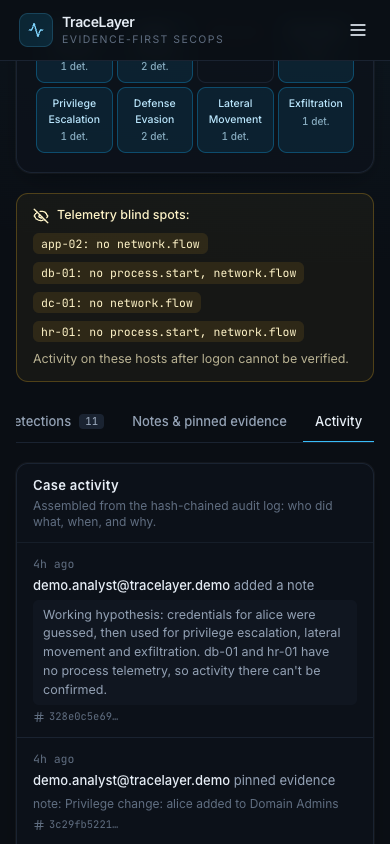 TraceLayer
EVIDENCE-FIRST SECOPS
1 det.
2 det.
Privilege
Escalation
1 det.
Defense
Evasion
2 det.
Lateral
Movement
1 det.
Exfiltration
1 det.
Telemetry blind spots:
app-02: no network.flow
db-01: no process.start, network.flow
dc-01: no network.flow
hr-01: no process.start, network.flow
Activity on these hosts after logon cannot be verified.
etections 11
Notes & pinned evidence
Activity
Case activity
Assembled from the hash-chained audit log: who did
what, when, and why.
4h ago
demo.analyst@tracelayer.demo added a note
Working hypothesis: credentials for alice were
guessed, then used for privilege escalation, lateral
movement and exfiltration. db-01 and hr-01 have
no process telemetry, so activity there can't be
confirmed.
# 328e0c5e69…
4h ago
demo.analyst@tracelayer.demo pinned evidence
note: Privilege change: alice added to Domain Admins
# 3c29fb5221…